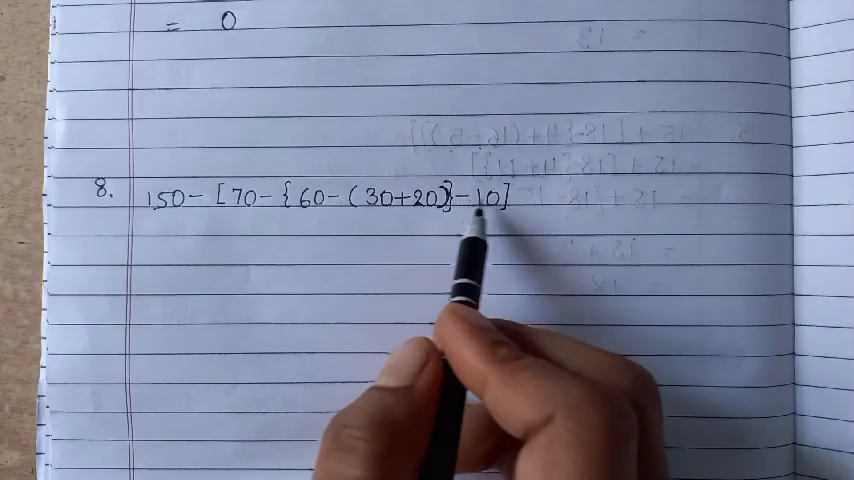 = 0
8. 150 - [70 - {60 - (30+20)} - 10]